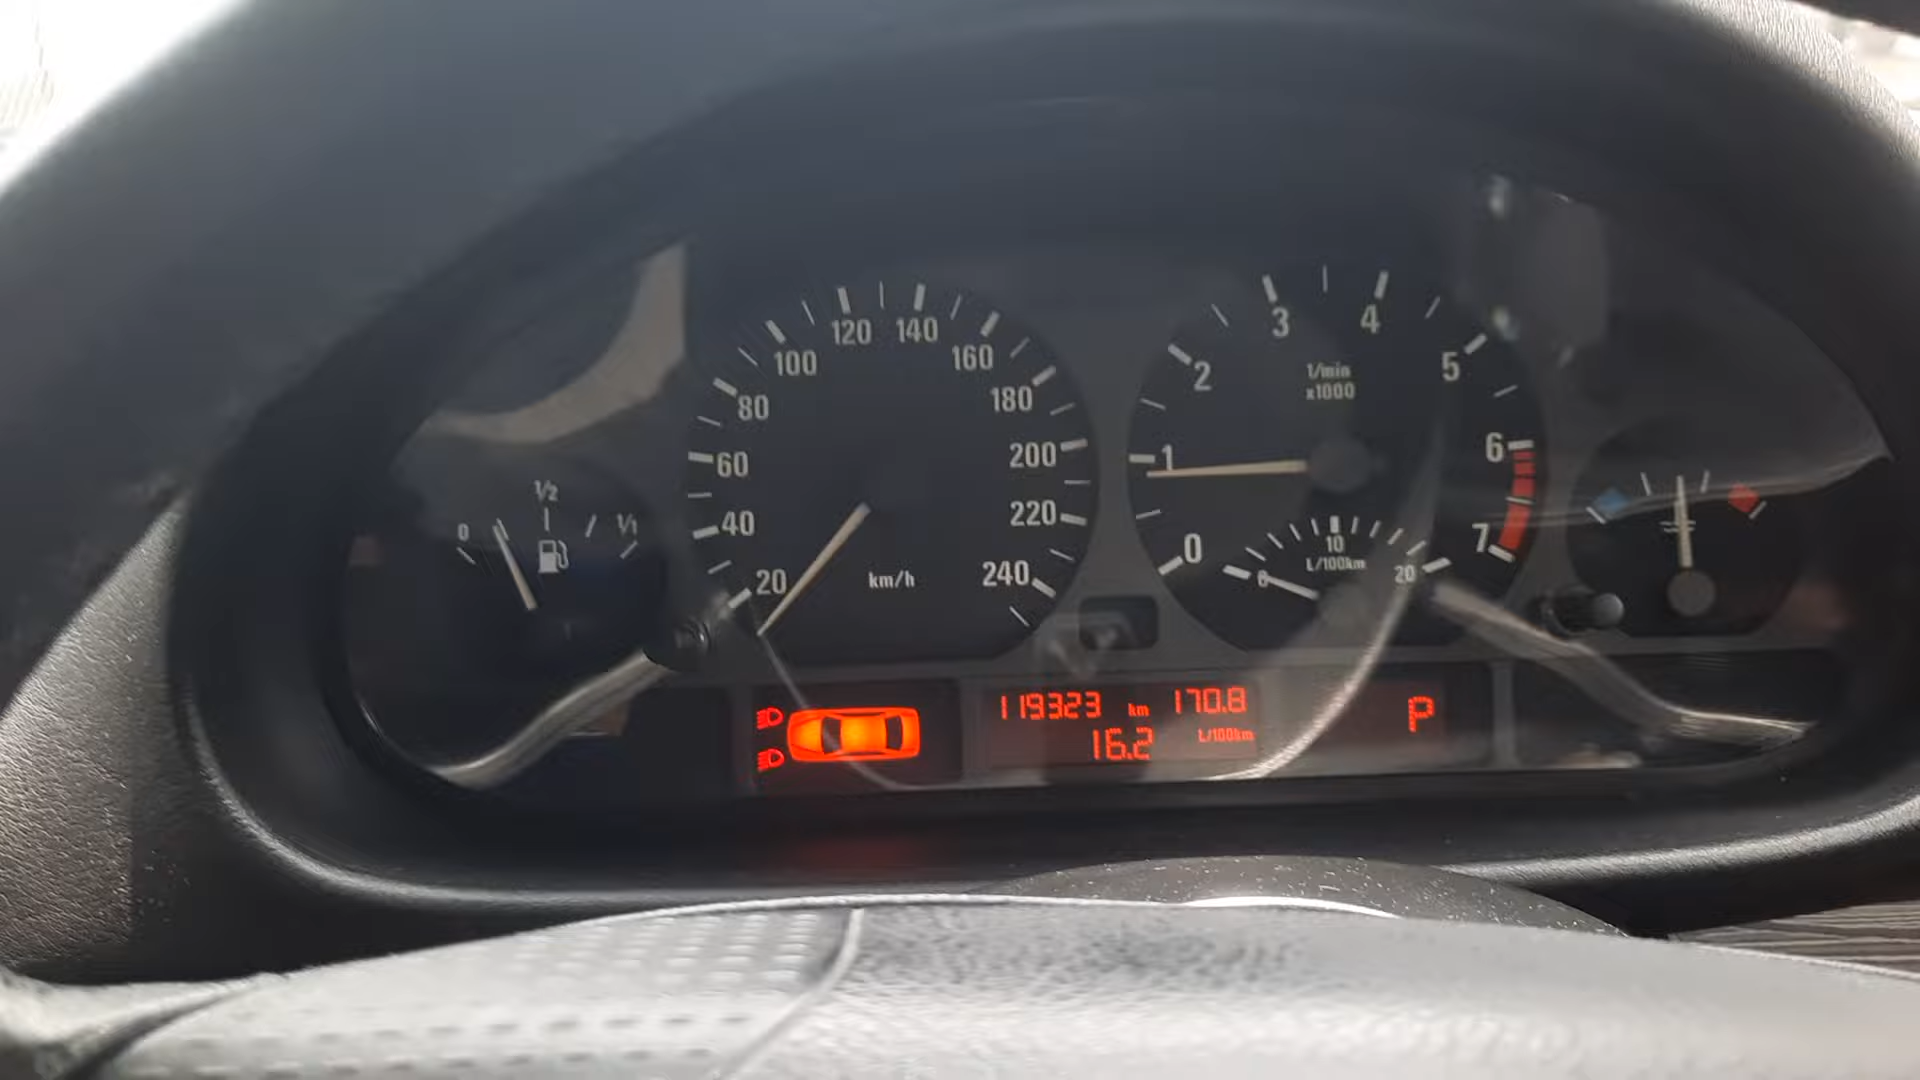 0 1/2 1/1
20 40 60 80 100 120 140 160 180 200 220 240
km/h
0 1 2 3 4 5 6 7
1/min
x1000
10 20
L/100km
119323 km 170.8
16.2 L/100km
P